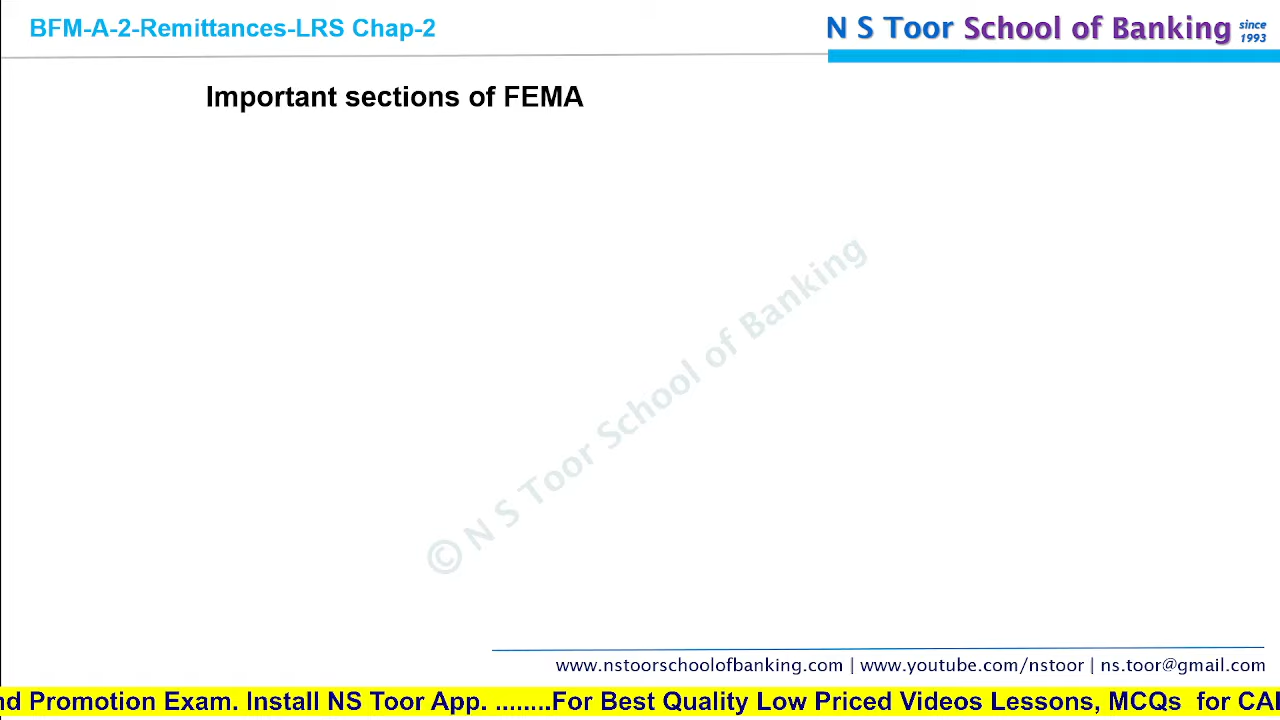 BFM-A-2-Remittances-LRS Chap-2
N S Toor School of Banking since 1993
Important sections of FEMA
© N S Toor School of Banking
www.nstoorschoolofbanking.com | www.youtube.com/nstoor | ns.toor@gmail.com
Promotion Exam. Install NS Toor App. ........For Best Quality Low Priced Videos Lessons, MCQs for